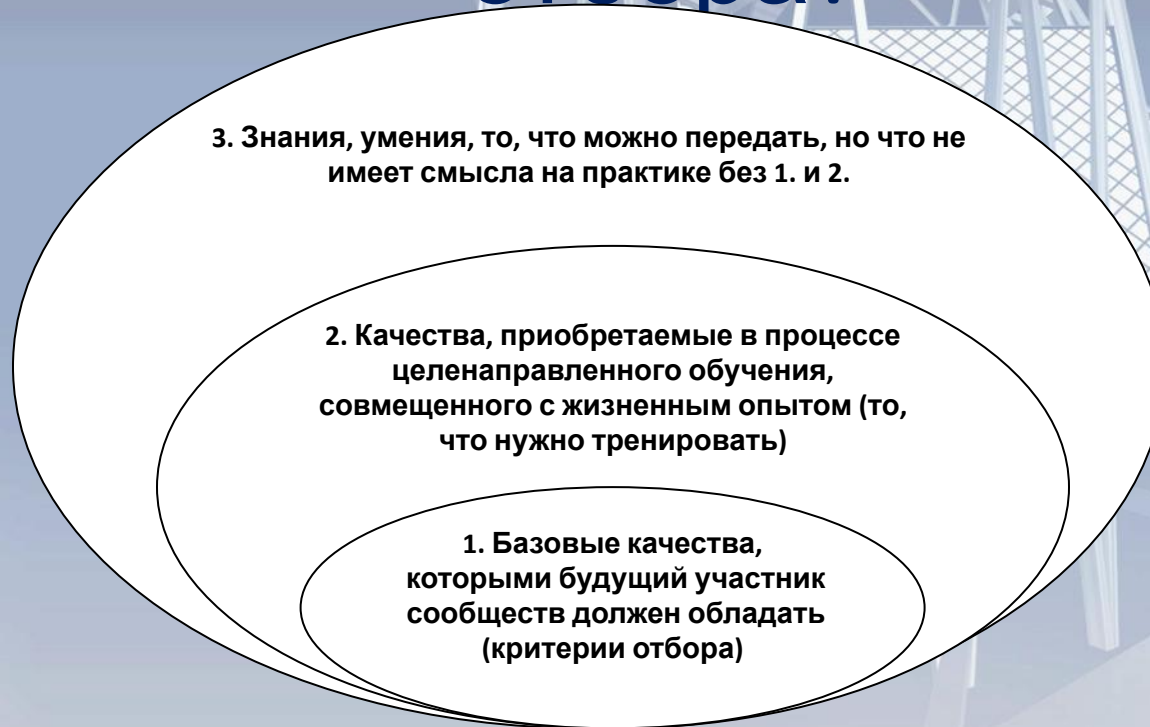 3. Знания, умения, то, что можно передать, но что не
имеет смысла на практике без 1. и 2.
2. Качества, приобретаемые в процессе
целенаправленного обучения,
совмещенного с жизненным опытом (то,
что нужно тренировать)
1. Базовые качества,
которыми будущий участник
сообществ должен обладать
(критерии отбора)